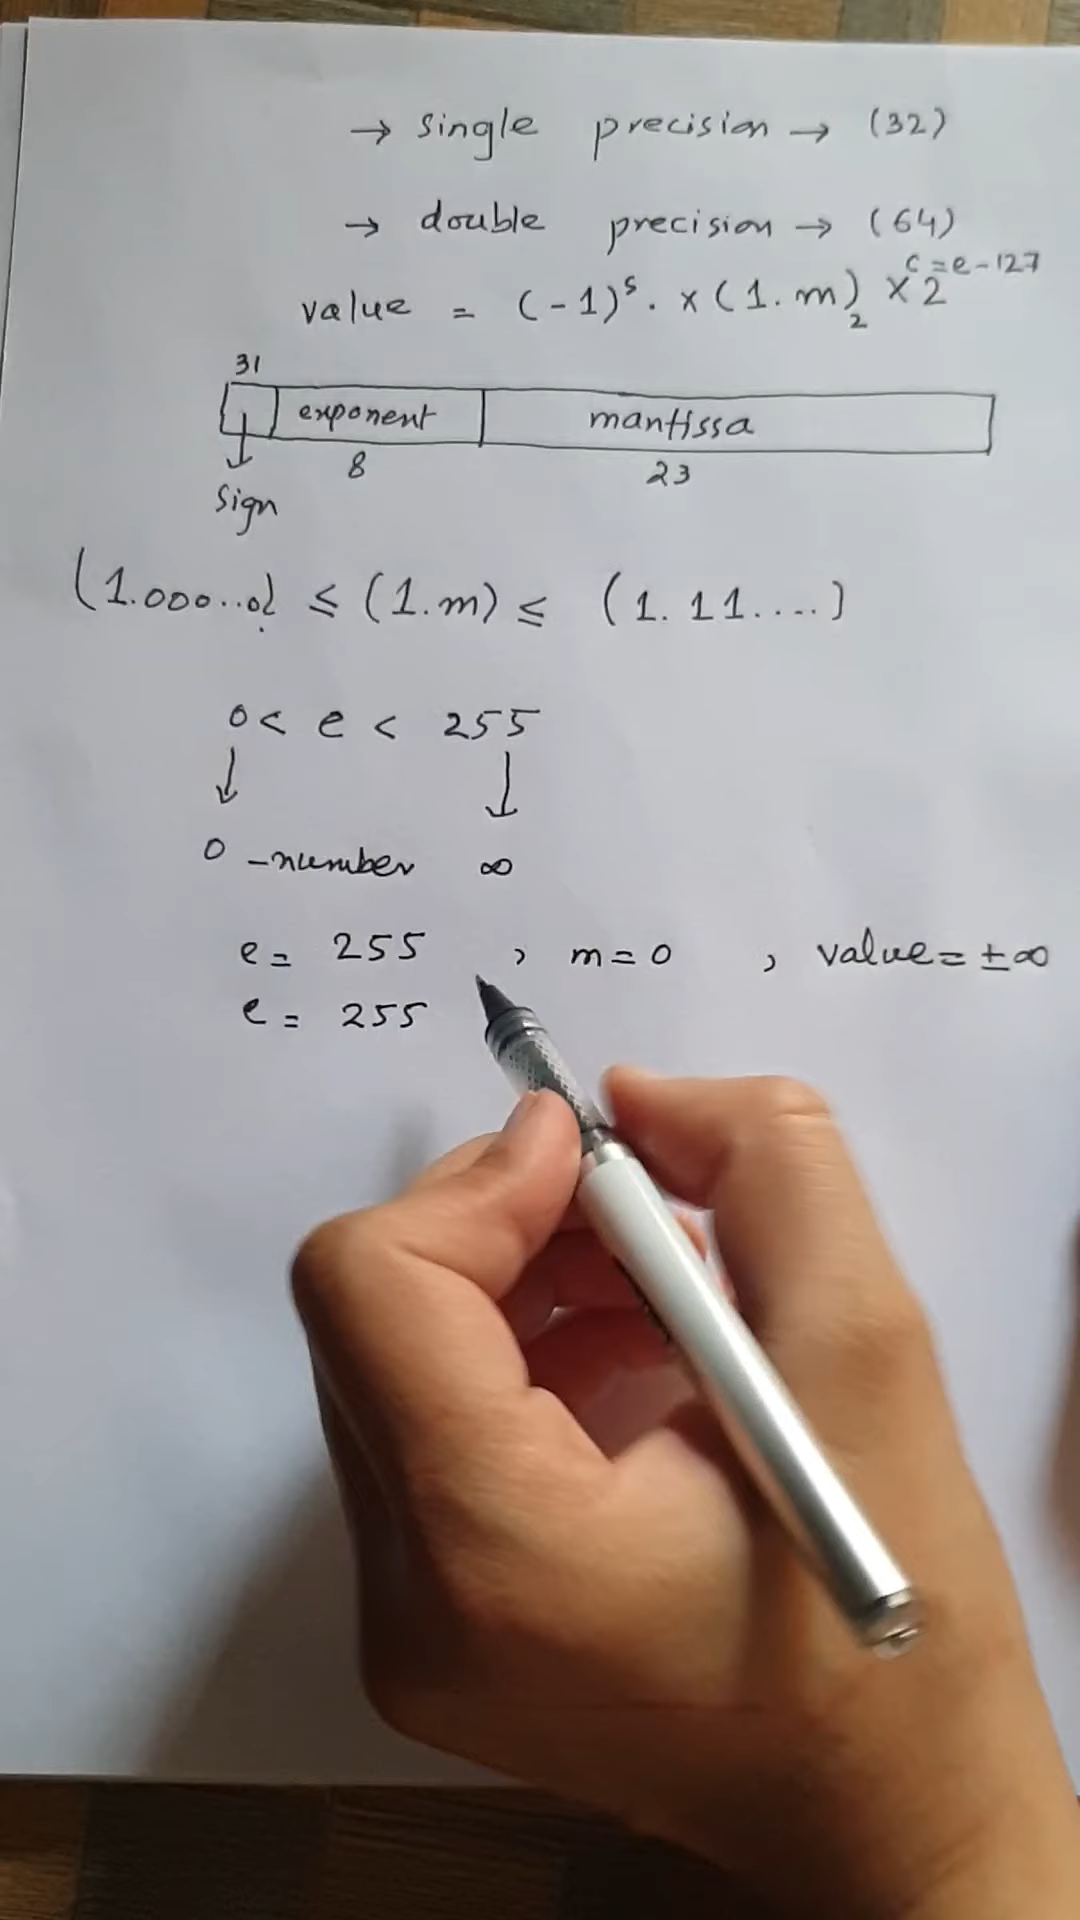 → single precision → (32)
→ double precision → (64)
value = (-1)ˢ . × (1. m)₂ × 2 c = e - 127
31
exponent mantissa
8 23
Sign
(1.000..0) ≤ (1.m) ≤ (1. 11....)
0 < e < 255
↓ ↓
0 - number ∞
e = 255 , m = 0 , value = ± ∞
e = 255